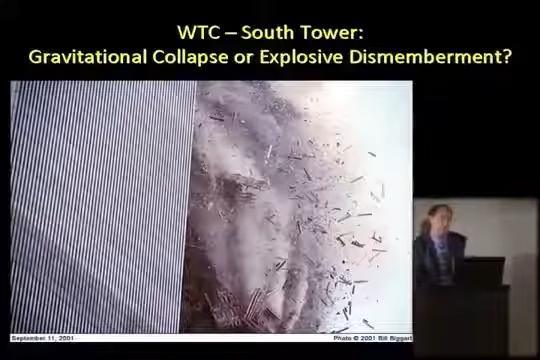 WTC – South Tower:
Gravitational Collapse or Explosive Dismemberment?
September 11, 2001
Photo © 2001 Bill Biggart